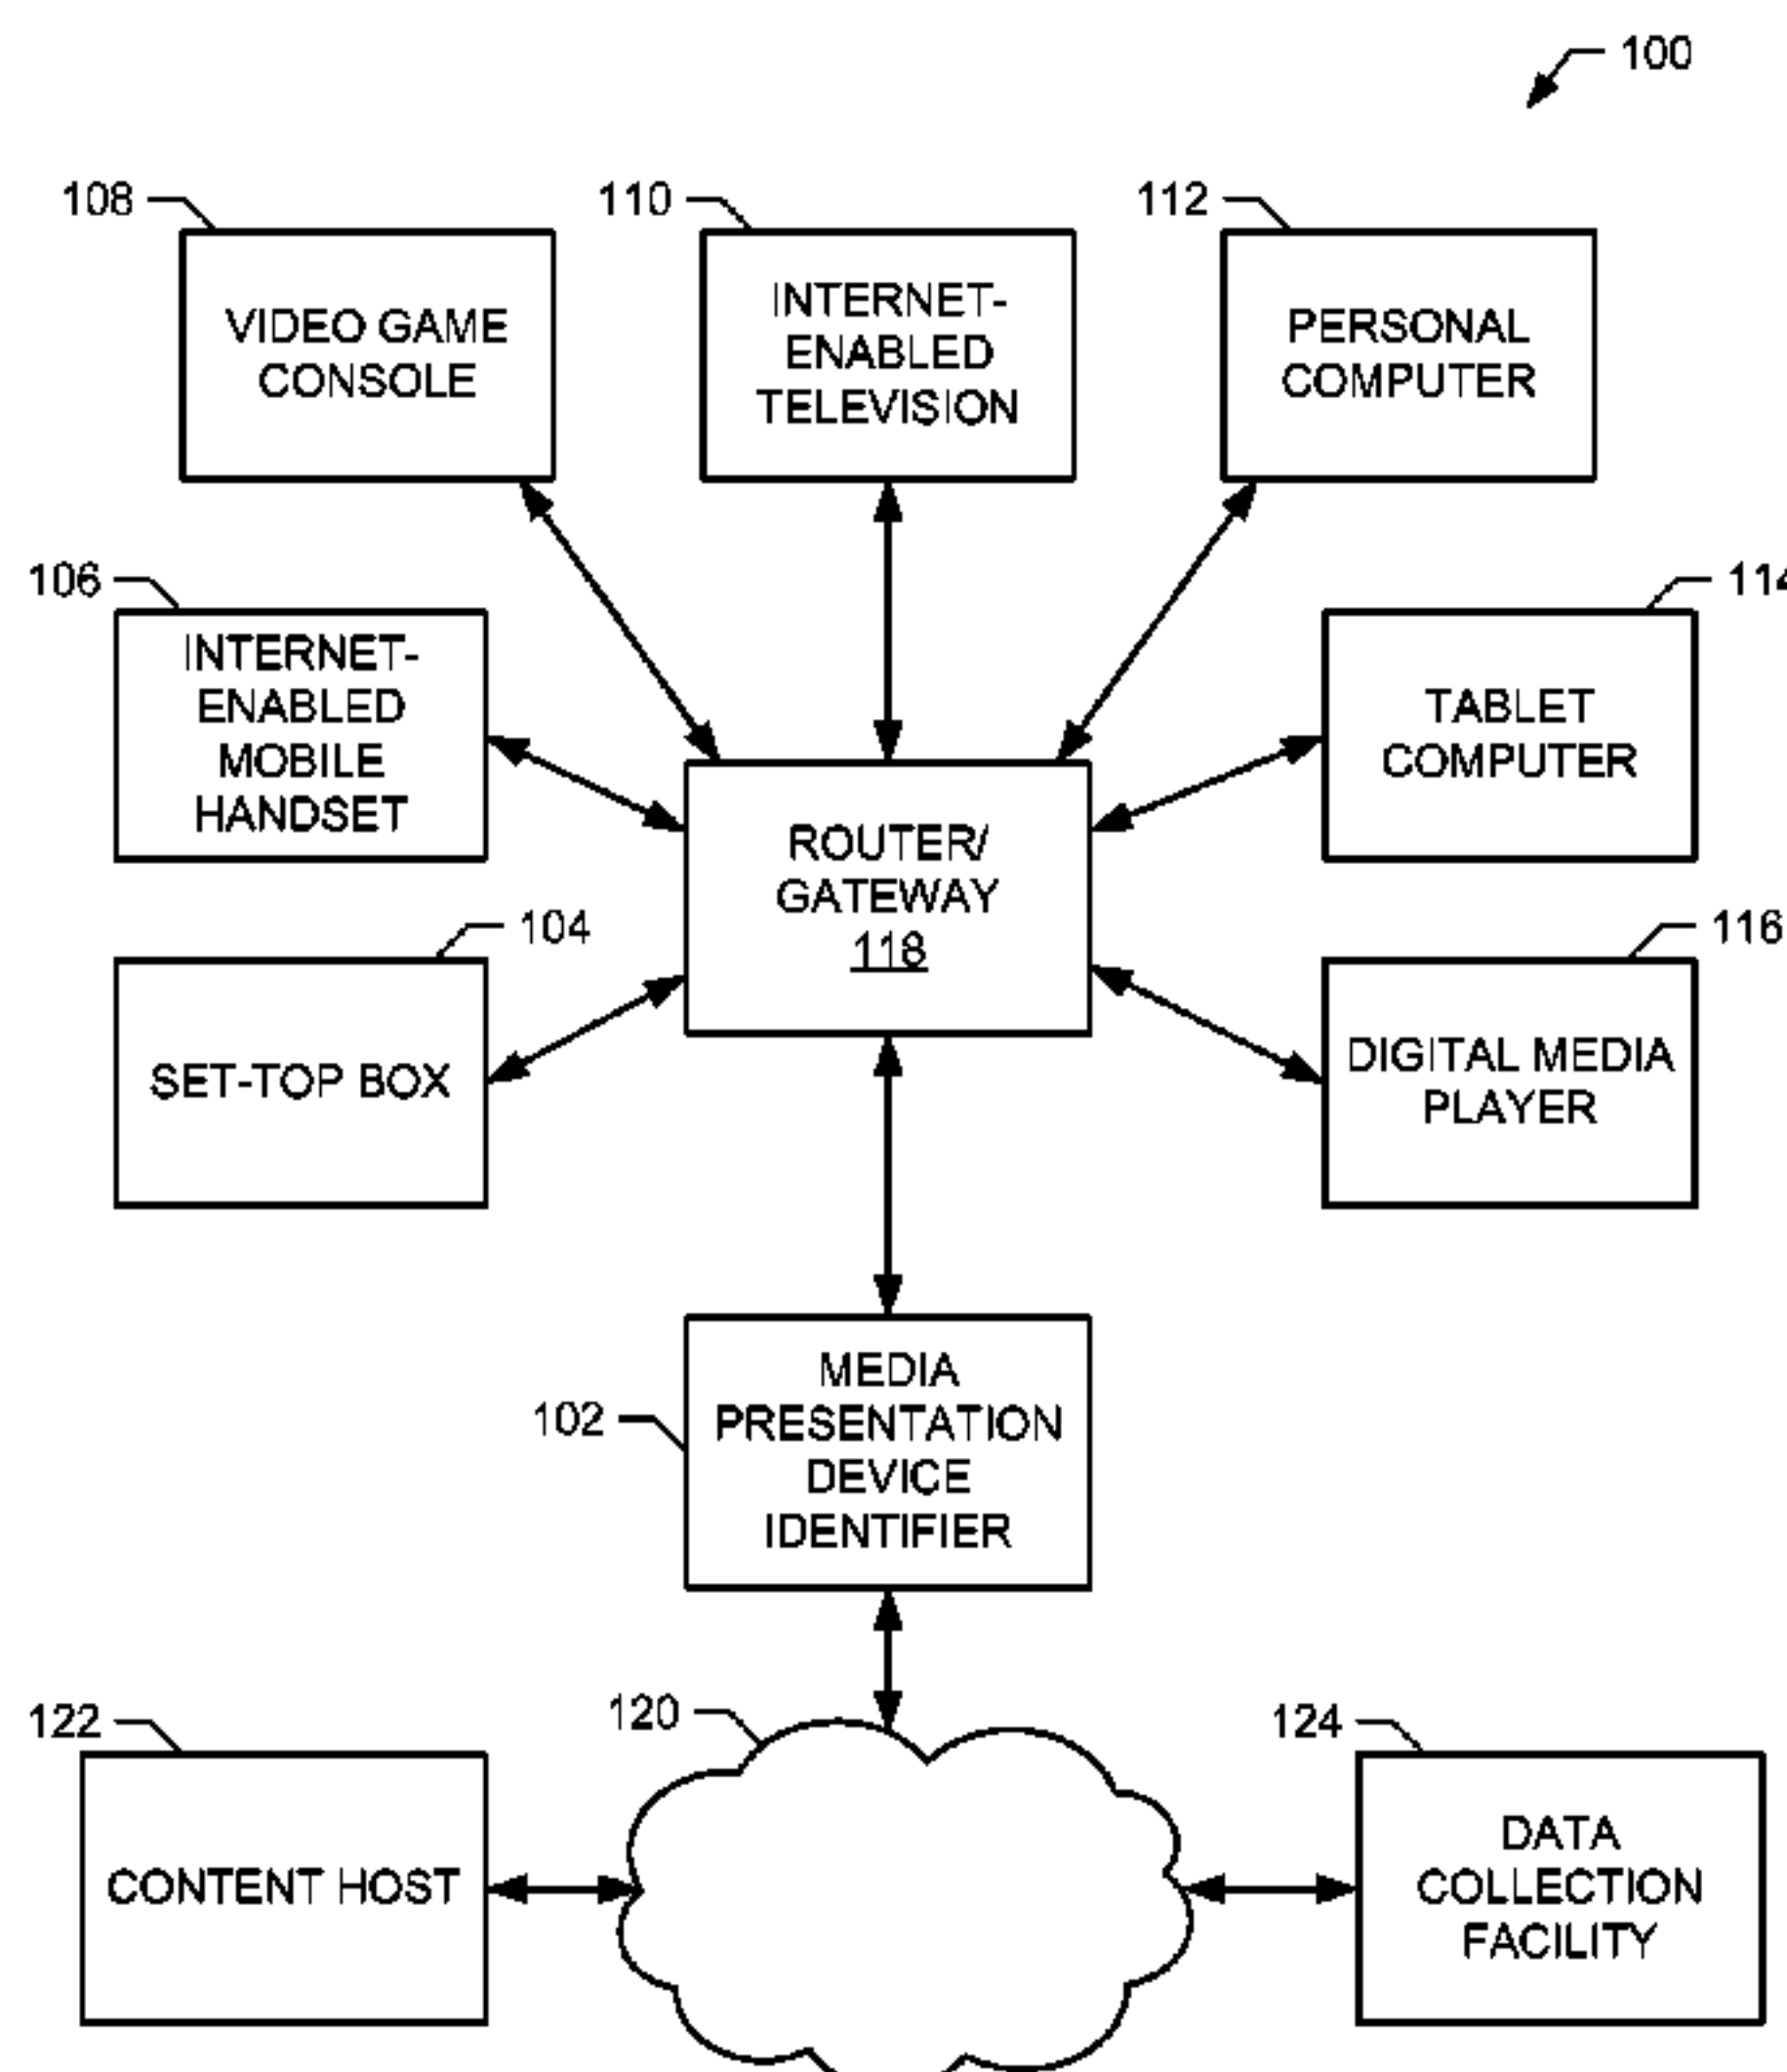 100
108
110
112
VIDEO GAME
CONSOLE
INTERNET-
ENABLED
TELEVISION
PERSONAL
COMPUTER
106
114
INTERNET-
ENABLED
MOBILE
HANDSET
ROUTER/
GATEWAY
118
TABLET
COMPUTER
104
116
SET-TOP BOX
DIGITAL MEDIA
PLAYER
102
MEDIA
PRESENTATION
DEVICE
IDENTIFIER
122
120
124
CONTENT HOST
DATA
COLLECTION
FACILITY